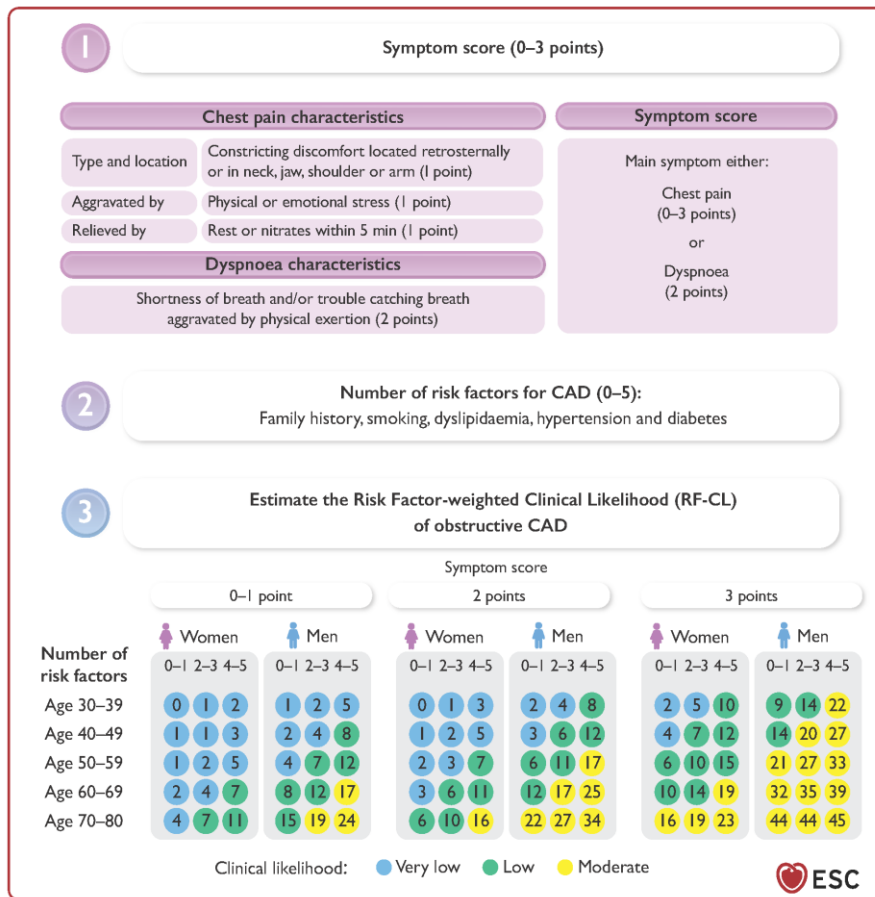 1
Symptom score (0–3 points)
Chest pain characteristics
Type and location
Constricting discomfort located retrosternally
or in neck, jaw, shoulder or arm (1 point)
Aggravated by
Physical or emotional stress (1 point)
Relieved by
Rest or nitrates within 5 min (1 point)
Dyspnoea characteristics
Shortness of breath and/or trouble catching breath
aggravated by physical exertion (2 points)
Symptom score
Main symptom either:
Chest pain
(0–3 points)
or
Dyspnoea
(2 points)
2
Number of risk factors for CAD (0–5):
Family history, smoking, dyslipidaemia, hypertension and diabetes
3
Estimate the Risk Factor-weighted Clinical Likelihood (RF-CL)
of obstructive CAD
Symptom score
0–1 point 2 points 3 points
Women Men Women Men Women Men
Number of
risk factors
0–1 2–3 4–5 0–1 2–3 4–5 0–1 2–3 4–5 0–1 2–3 4–5 0–1 2–3 4–5 0–1 2–3 4–5
Age 30–39 0 1 2 1 2 5 0 1 3 2 4 8 2 5 10 9 14 22
Age 40–49 1 1 3 2 4 8 1 2 5 3 6 12 4 7 12 14 20 27
Age 50–59 1 2 5 4 7 12 2 3 7 6 11 17 6 10 15 21 27 33
Age 60–69 2 4 7 8 12 17 3 6 11 12 17 25 10 14 19 32 35 39
Age 70–80 4 7 11 15 19 24 6 10 16 22 27 34 16 19 23 44 44 45
Clinical likelihood: Very low Low Moderate
ESC